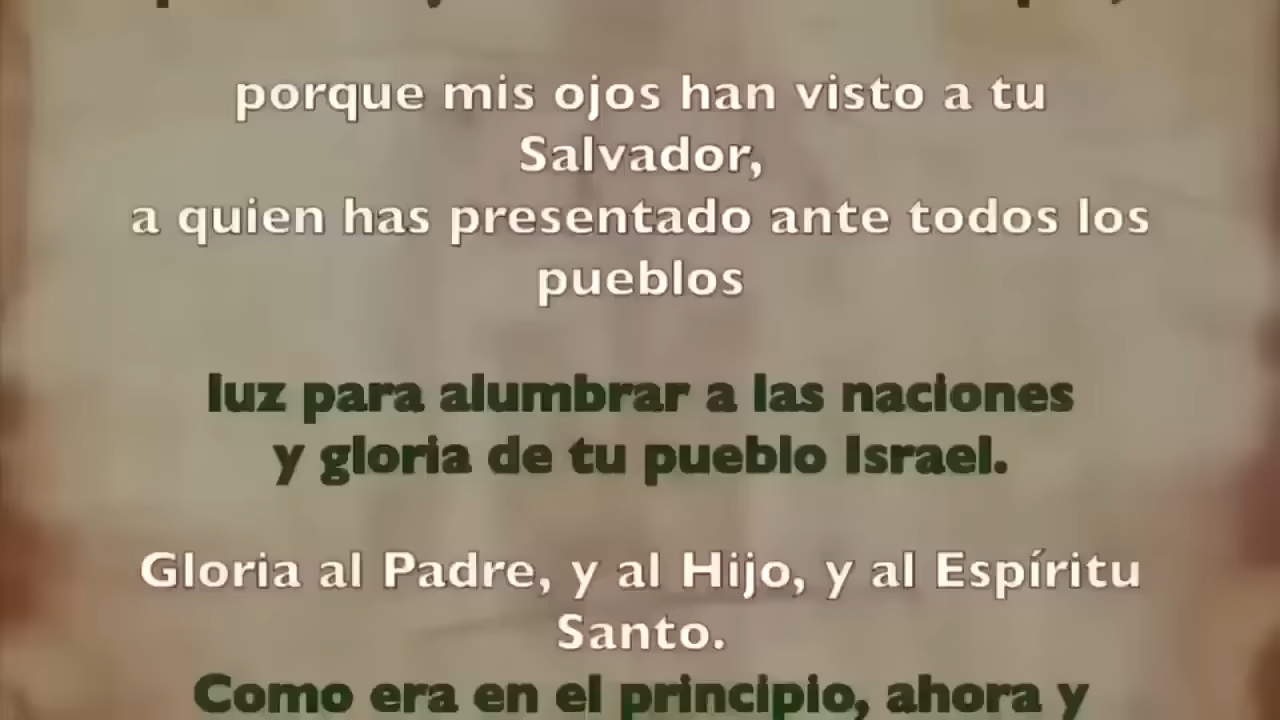 porque mis ojos han visto a tu
Salvador,
a quien has presentado ante todos los
pueblos
luz para alumbrar a las naciones
y gloria de tu pueblo Israel.
Gloria al Padre, y al Hijo, y al Espíritu
Santo.
Como era en el principio, ahora y